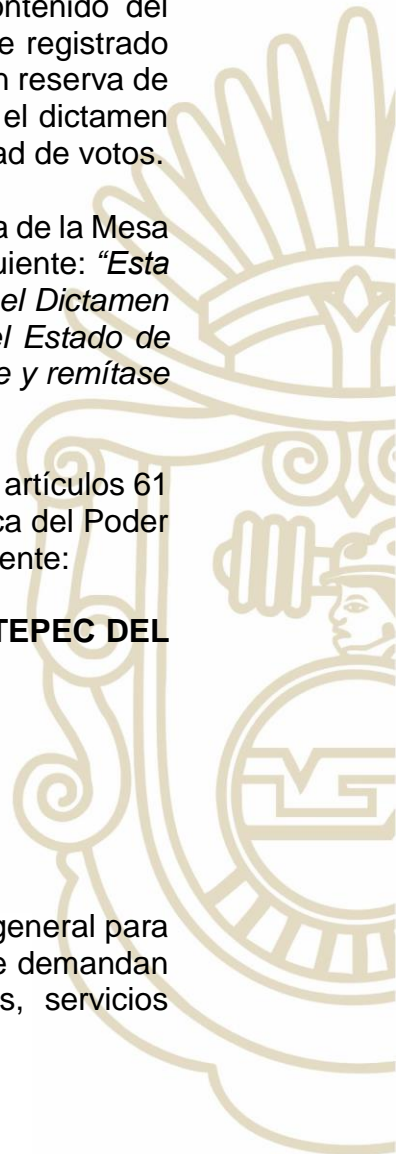 ontenido del
e registrado
n reserva de
el dictamen
ad de votos.
a de la Mesa
uiente: “Esta
el Dictamen
el Estado de
e y remítase
artículos 61
ca del Poder
ente:
TEPEC DEL
general para
e demandan
s, servicios